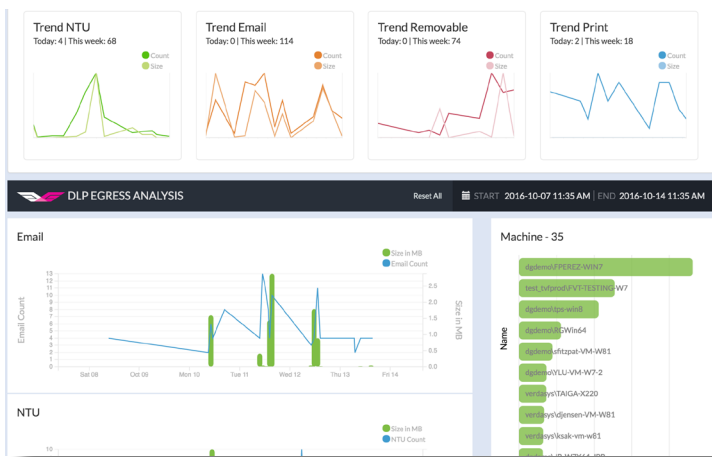 Trend NTU
Today: 4 | This week: 68
Count
Size
Trend Email
Today: 0 | This week: 114
Count
Size
Trend Removable
Today: 0 | This week: 74
Count
Size
Trend Print
Today: 2 | This week: 18
Count
Size
DLP EGRESS ANALYSIS
Reset All
START 2016-10-07 11:35 AM | END 2016-10-14 11:35 AM
Email
Size in MB
Email Count
Email Count
13
12
11
10
9
8
7
6
5
4
3
2
1
0
2.5
2.0
1.5
1.0
0.5
0.0
Size in MB
Sat 08 Oct 09 Mon 10 Tue 11 Wed 12 Thu 13 Fri 14
NTU
Size in MB
NTU Count
10
Machine - 35
Name
dgdemo\FPEREZ-WIN7
test_tvfprod\FVT-TESTING-W7
dgdemo\tps-win8
dgdemo\RGWin64
dgdemo\sfitzpat-VM-W81
dgdemo\YLU-VM-W7-2
verdasys\TAIGA-X220
verdasys\djensen-VM-W81
verdasys\ksak-vm-w81